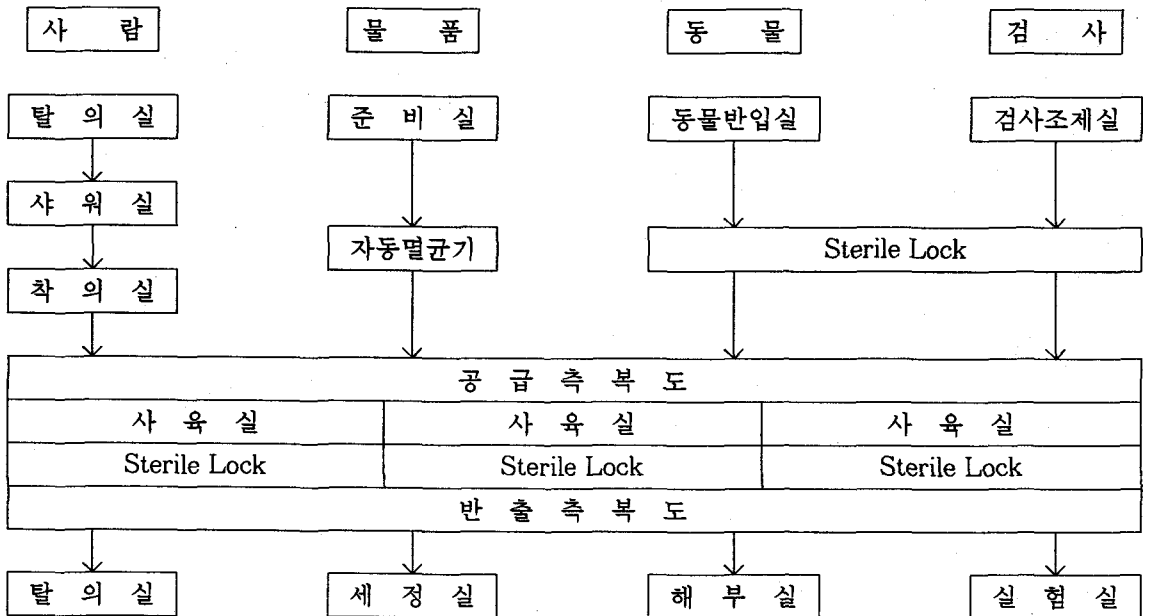 사 람 물 품 동 물 검 사
탈 의 실 준 비 실 동물반입실 검사조제실
샤 워 실
자동멸균기 Sterile Lock
착 의 실
공 급 측 복 도
사 육 실 사 육 실 사 육 실
Sterile Lock Sterile Lock Sterile Lock
반 출 측 복 도
탈 의 실 세 정 실 해 부 실 실 험 실